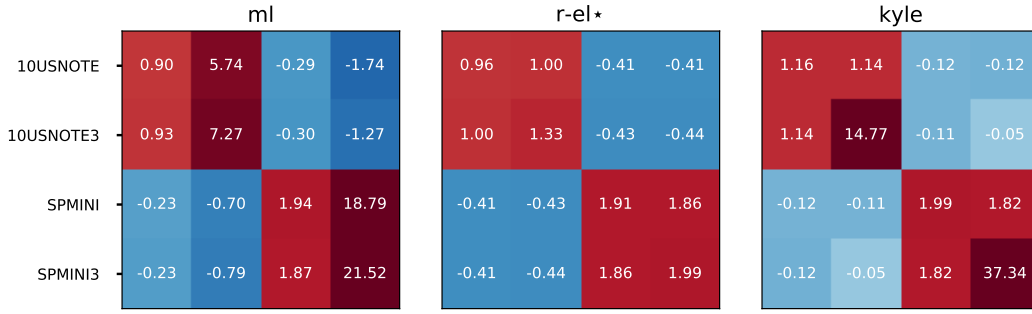 ml r-el⋆ kyle
10USNOTE 0.90 5.74 -0.29 -1.74 0.96 1.00 -0.41 -0.41 1.16 1.14 -0.12 -0.12
10USNOTE3 0.93 7.27 -0.30 -1.27 1.00 1.33 -0.43 -0.44 1.14 14.77 -0.11 -0.05
SPMINI -0.23 -0.70 1.94 18.79 -0.41 -0.43 1.91 1.86 -0.12 -0.11 1.99 1.82
SPMINI3 -0.23 -0.79 1.87 21.52 -0.41 -0.44 1.86 1.99 -0.12 -0.05 1.82 37.34